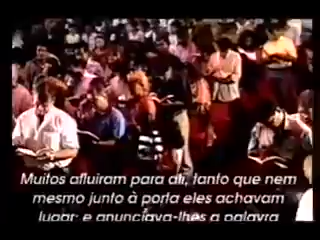 Muitos afluíram para ali, tanto que nem
mesmo junto à porta eles achavam
lugar; e anunciava-lhes a palavra